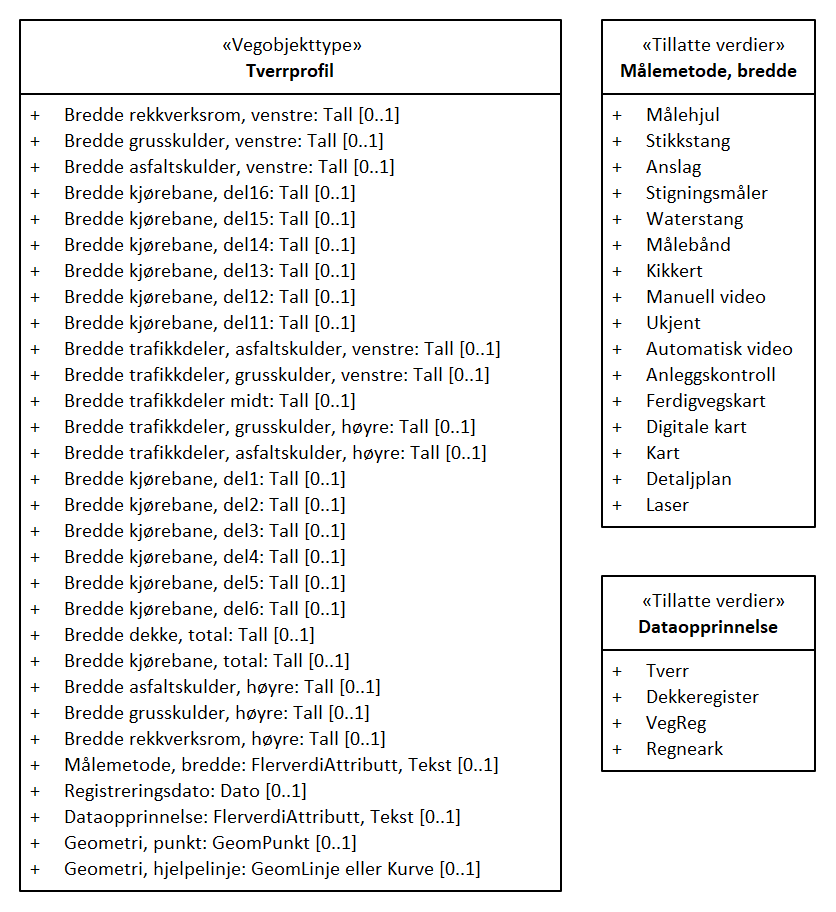 «Vegobjekttype»
Tverrprofil
+ Bredde rekkverksrom, venstre: Tall [0..1]
+ Bredde grusskulder, venstre: Tall [0..1]
+ Bredde asfaltskulder, venstre: Tall [0..1]
+ Bredde kjørebane, del16: Tall [0..1]
+ Bredde kjørebane, del15: Tall [0..1]
+ Bredde kjørebane, del14: Tall [0..1]
+ Bredde kjørebane, del13: Tall [0..1]
+ Bredde kjørebane, del12: Tall [0..1]
+ Bredde kjørebane, del11: Tall [0..1]
+ Bredde trafikkdeler, asfaltskulder, venstre: Tall [0..1]
+ Bredde trafikkdeler, grusskulder, venstre: Tall [0..1]
+ Bredde trafikkdeler midt: Tall [0..1]
+ Bredde trafikkdeler, grusskulder, høyre: Tall [0..1]
+ Bredde trafikkdeler, asfaltskulder, høyre: Tall [0..1]
+ Bredde kjørebane, del1: Tall [0..1]
+ Bredde kjørebane, del2: Tall [0..1]
+ Bredde kjørebane, del3: Tall [0..1]
+ Bredde kjørebane, del4: Tall [0..1]
+ Bredde kjørebane, del5: Tall [0..1]
+ Bredde kjørebane, del6: Tall [0..1]
+ Bredde dekke, total: Tall [0..1]
+ Bredde kjørebane, total: Tall [0..1]
+ Bredde asfaltskulder, høyre: Tall [0..1]
+ Bredde grusskulder, høyre: Tall [0..1]
+ Bredde rekkverksrom, høyre: Tall [0..1]
+ Målemetode, bredde: FlerverdiAttributt, Tekst [0..1]
+ Registreringsdato: Dato [0..1]
+ Dataopprinnelse: FlerverdiAttributt, Tekst [0..1]
+ Geometri, punkt: GeomPunkt [0..1]
+ Geometri, hjelpelinje: GeomLinje eller Kurve [0..1]
«Tillatte verdier»
Målemetode, bredde
+ Målehjul
+ Stikkstang
+ Anslag
+ Stigningsmåler
+ Waterstang
+ Målebånd
+ Kikkert
+ Manuell video
+ Ukjent
+ Automatisk video
+ Anleggskontroll
+ Ferdigvegskart
+ Digitale kart
+ Kart
+ Detaljplan
+ Laser
«Tillatte verdier»
Dataopprinnelse
+ Tverr
+ Dekkeregister
+ VegReg
+ Regneark